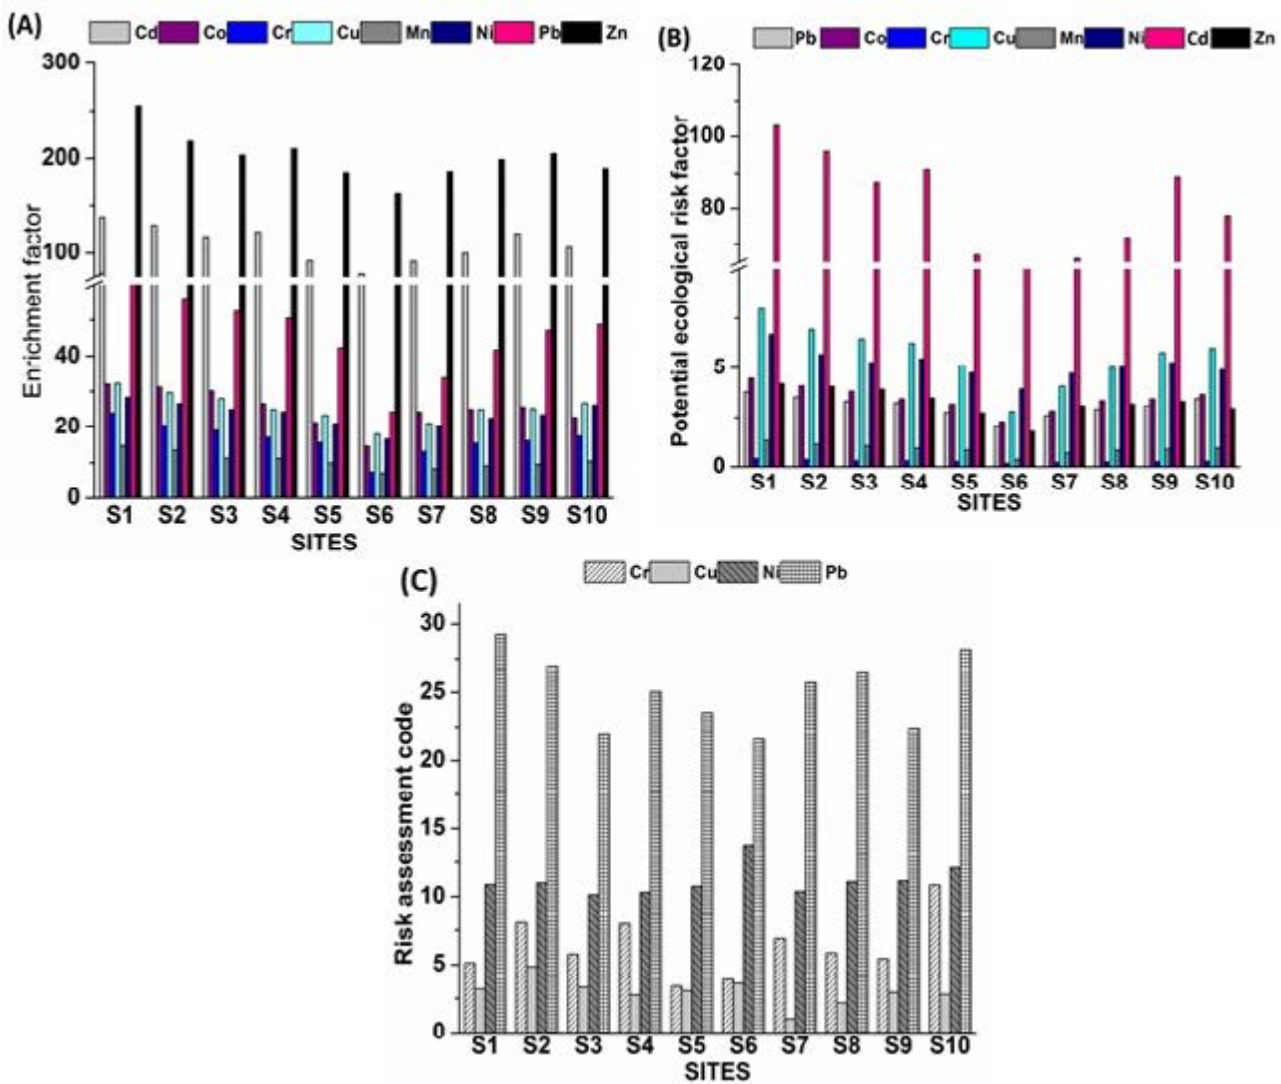 (A)
Cd Co Cr Cu Mn Ni Pb Zn
300
200
100
40
20
0
Enrichment factor
S1 S2 S3 S4 S5 S6 S7 S8 S9 S10
SITES
(B)
Pb Co Cr Cu Mn Ni Cd Zn
120
100
80
5
0
Potential ecological risk factor
S1 S2 S3 S4 S5 S6 S7 S8 S9 S10
SITES
(C)
Cr Cu Ni Pb
30
25
20
15
10
5
0
Risk assessment code
S1 S2 S3 S4 S5 S6 S7 S8 S9 S10
SITES